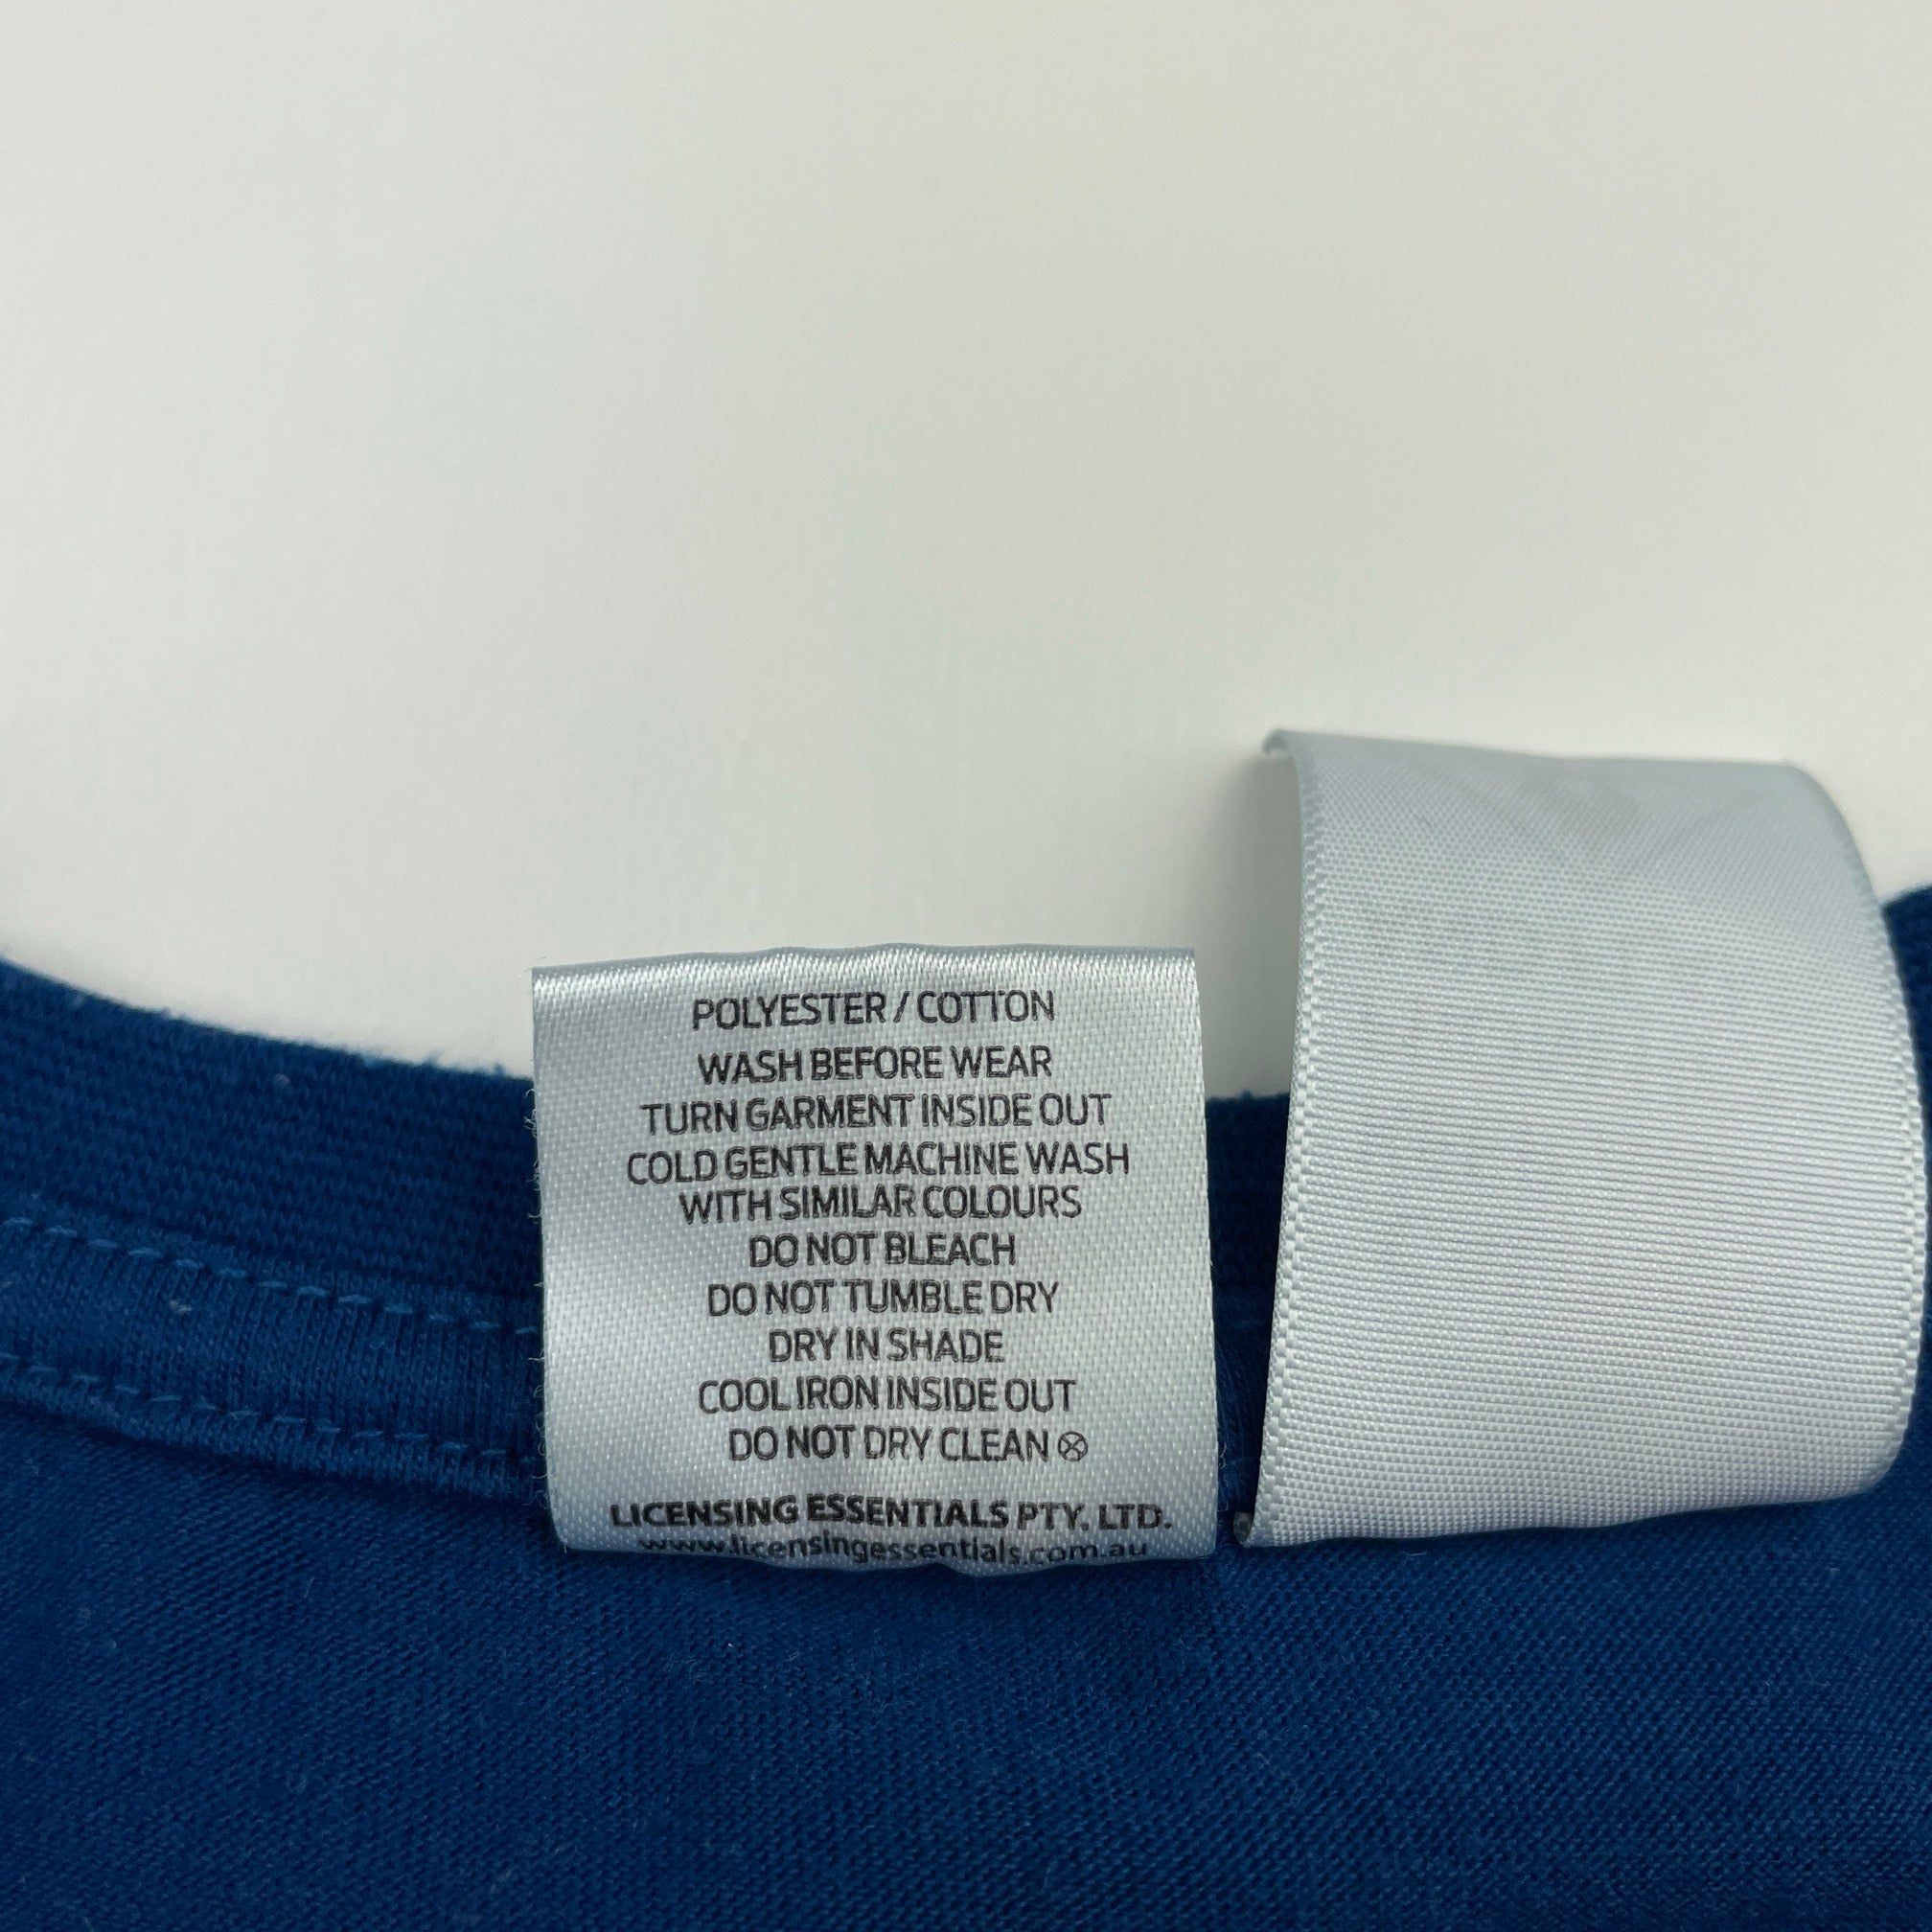 POLYESTER / COTTON
WASH BEFORE WEAR
TURN GARMENT INSIDE OUT
COLD GENTLE MACHINE WASH
WITH SIMILAR COLOURS
DO NOT BLEACH
DO NOT TUMBLE DRY
DRY IN SHADE
COOL IRON INSIDE OUT
DO NOT DRY CLEAN
LICENSING ESSENTIALS PTY. LTD.
www.licensingessentials.com.au